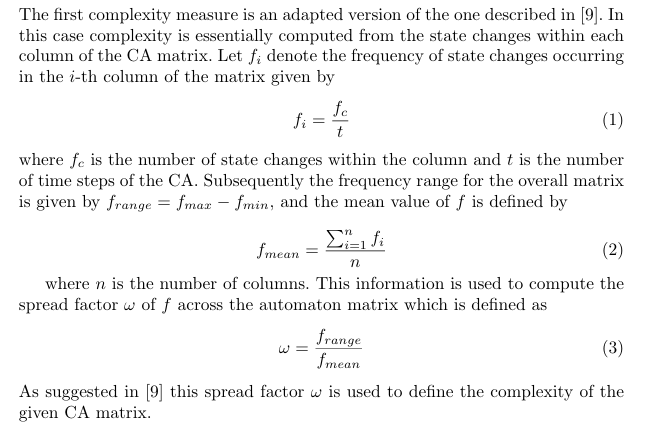 The first complexity measure is an adapted version of the one described in [9]. In
this case complexity is essentially computed from the state changes within each
column of the CA matrix. Let f_i denote the frequency of state changes occurring
in the i-th column of the matrix given by
f_i = \frac{f_c}{t} (1)
where f_c is the number of state changes within the column and t is the number
of time steps of the CA. Subsequently the frequency range for the overall matrix
is given by f_{range} = f_{max} − f_{min}, and the mean value of f is defined by
f_{mean} = \frac{\sum_{i=1}^{n} f_i}{n} (2)
where n is the number of columns. This information is used to compute the
spread factor ω of f across the automaton matrix which is defined as
ω = \frac{f_{range}}{f_{mean}} (3)
As suggested in [9] this spread factor ω is used to define the complexity of the
given CA matrix.